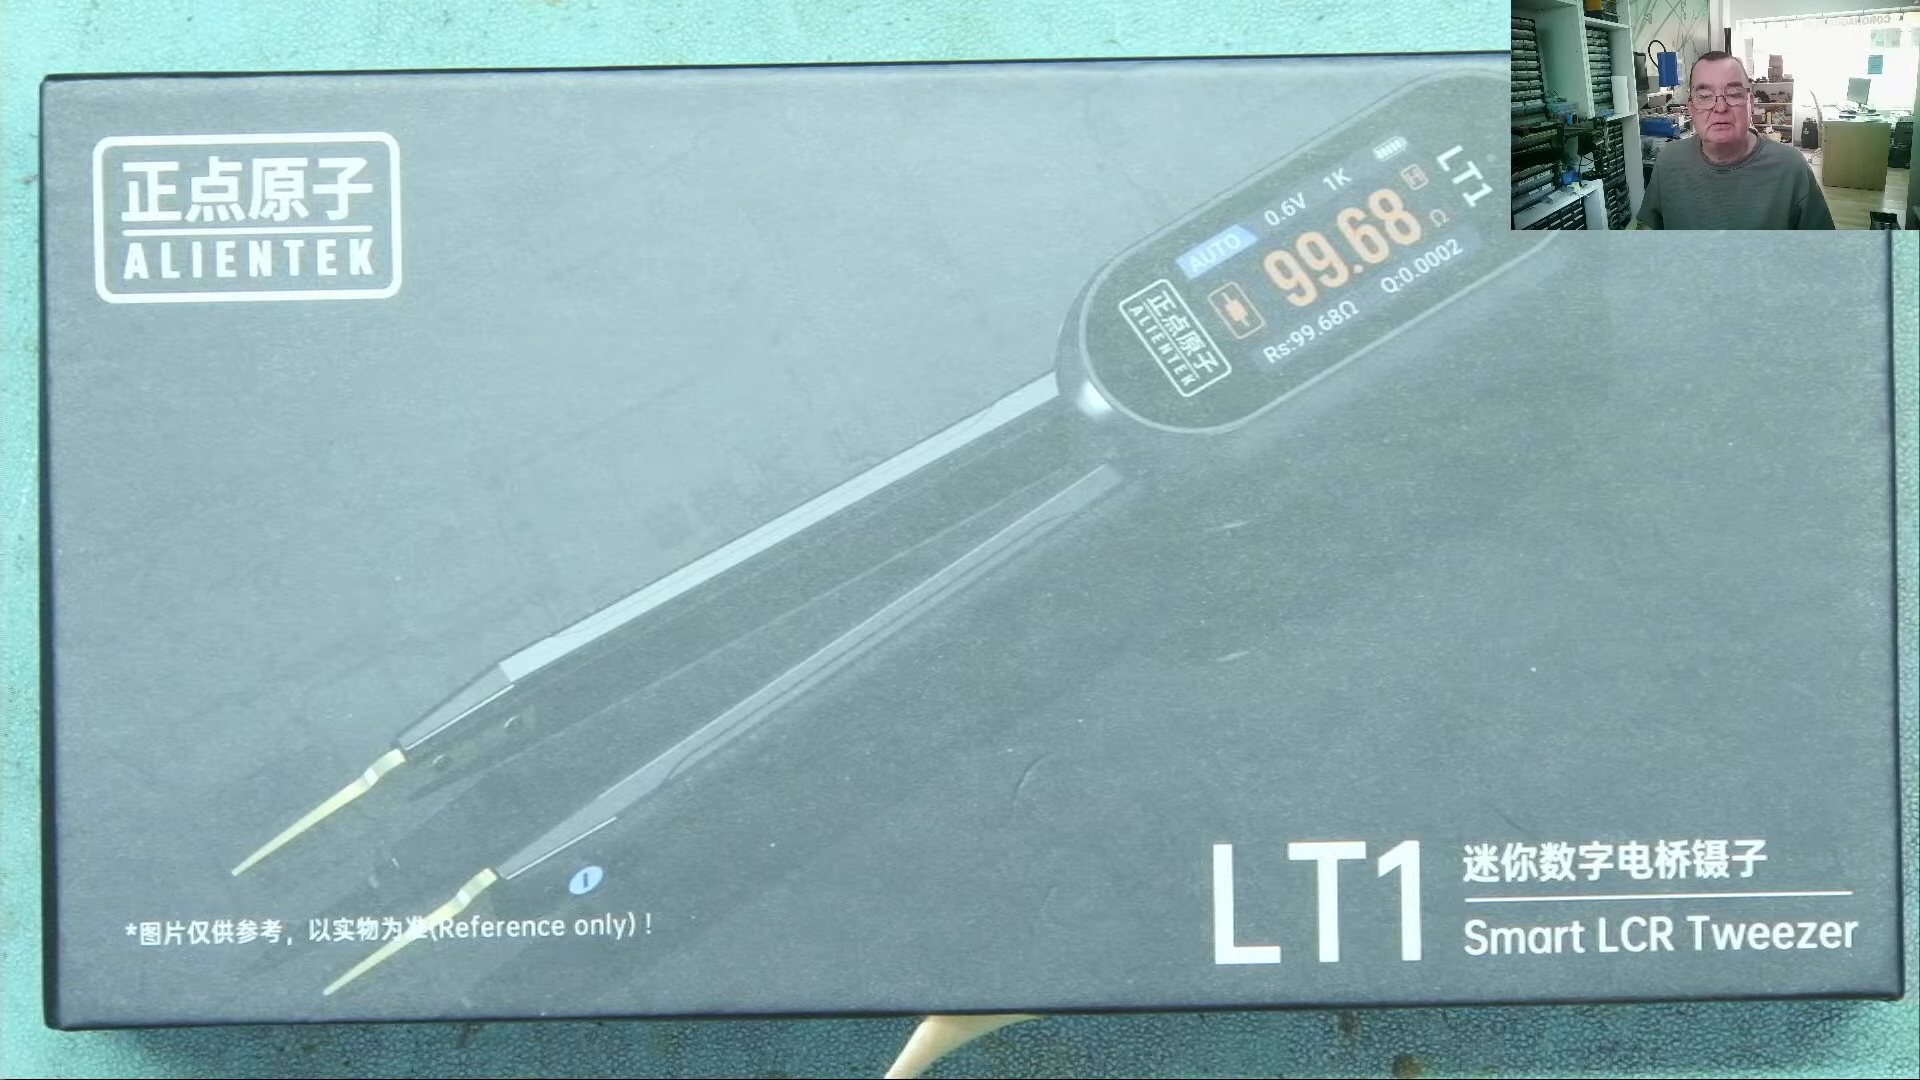 正点原子
ALIENTEK
AUTO 0.6V 1K H
99.68 Ω
Rs:99.68Ω Q:0.0002
正点原子
ALIENTEK
LT1
*图片仅供参考，以实物为准(Reference only)！
LT1
迷你数字电桥镊子
Smart LCR Tweezer